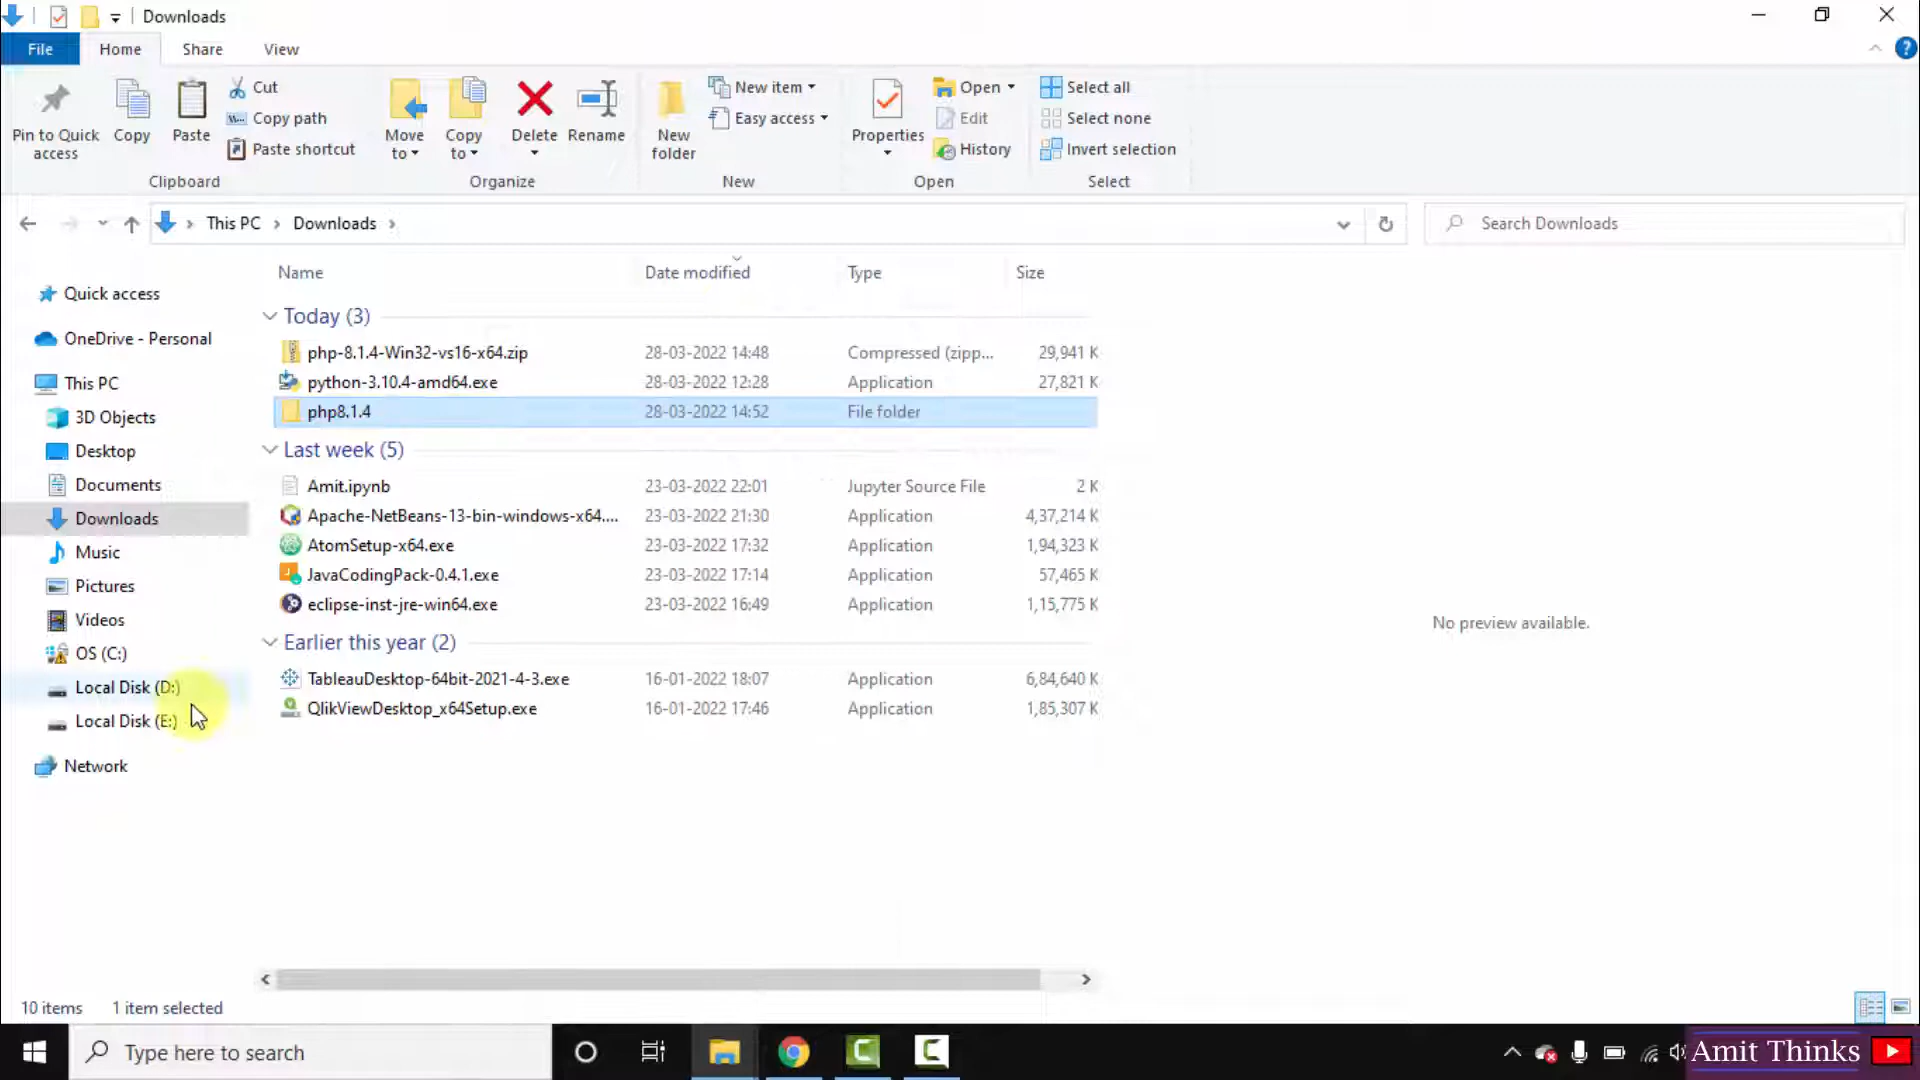 Downloads
File Home Share View
Pin to Quick access
Copy
Paste
Cut
Copy path
Paste shortcut
Clipboard
Move to
Copy to
Delete
Rename
Organize
New folder
New item
Easy access
New
Properties
Open
Edit
History
Open
Select all
Select none
Invert selection
Select
This PC Downloads
Search Downloads
Quick access
OneDrive - Personal
This PC
3D Objects
Desktop
Documents
Downloads
Music
Pictures
Videos
OS (C:)
Local Disk (D:)
Local Disk (E:)
Network
Name Date modified Type Size
Today (3)
php-8.1.4-Win32-vs16-x64.zip 28-03-2022 14:48 Compressed (zipp... 29,941 K
python-3.10.4-amd64.exe 28-03-2022 12:28 Application 27,821 K
php8.1.4 28-03-2022 14:52 File folder
Last week (5)
Amit.ipynb 23-03-2022 22:01 Jupyter Source File 2 K
Apache-NetBeans-13-bin-windows-x64.... 23-03-2022 21:30 Application 4,37,214 K
AtomSetup-x64.exe 23-03-2022 17:32 Application 1,94,323 K
JavaCodingPack-0.4.1.exe 23-03-2022 17:14 Application 57,465 K
eclipse-inst-jre-win64.exe 23-03-2022 16:49 Application 1,15,775 K
Earlier this year (2)
TableauDesktop-64bit-2021-4-3.exe 16-01-2022 18:07 Application 6,84,640 K
QlikViewDesktop_x64Setup.exe 16-01-2022 17:46 Application 1,85,307 K
No preview available.
10 items 1 item selected
Type here to search
Amit Thinks